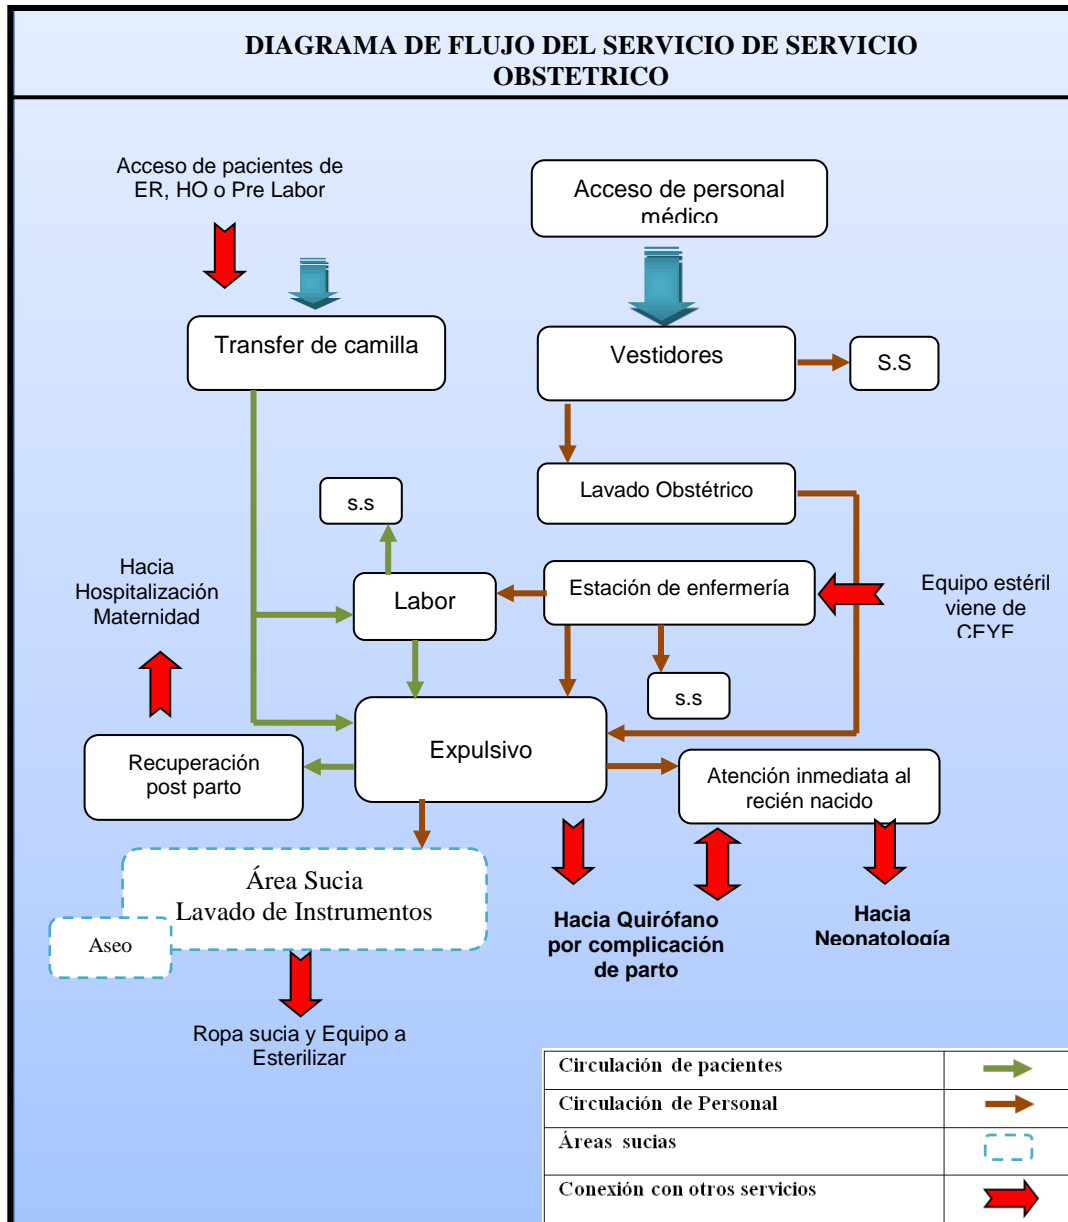 DIAGRAMA DE FLUJO DEL SERVICIO DE SERVICIO
OBSTETRICO
Acceso de pacientes de
ER, HO o Pre Labor
Acceso de personal
médico
Transfer de camilla
Vestidores
S.S
Lavado Obstétrico
s.s
Hacia
Hospitalización
Maternidad
Labor
Estación de enfermería
Equipo estéril
viene de
CEYE
s.s
Expulsivo
Recuperación
post parto
Atención inmediata al
recién nacido
Área Sucia
Lavado de Instrumentos
Aseo
Hacia Quirófano
por complicación
de parto
Hacia
Neonatología
Ropa sucia y Equipo a
Esterilizar
Circulación de pacientes
Circulación de Personal
Áreas sucias
Conexión con otros servicios